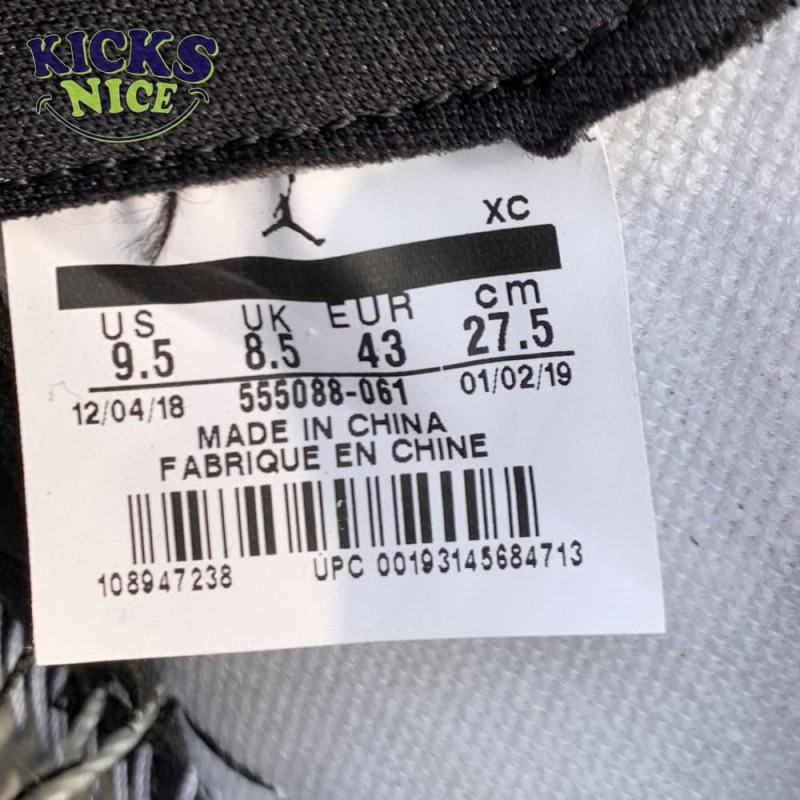 KICKS
NICE
XC
US UK EUR cm
9.5 8.5 43 27.5
12/04/18 555088-061 01/02/19
MADE IN CHINA
FABRIQUE EN CHINE
108947238 UPC 00193145684713